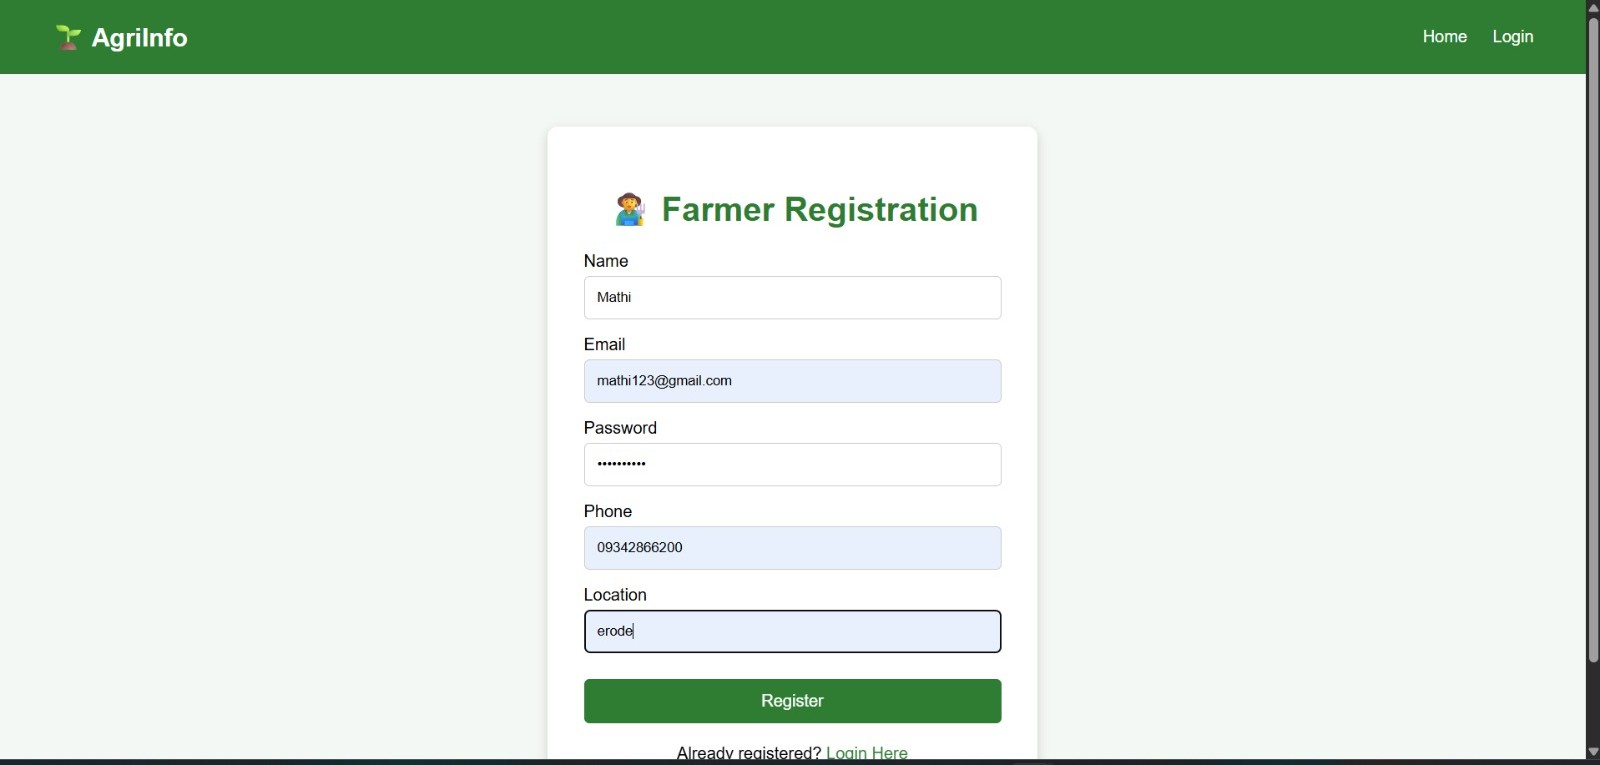 AgriInfo
Home Login
Farmer Registration
Name
Mathi
Email
mathi123@gmail.com
Password
••••••••••
Phone
09342866200
Location
erode
Register
Already registered? Login Here